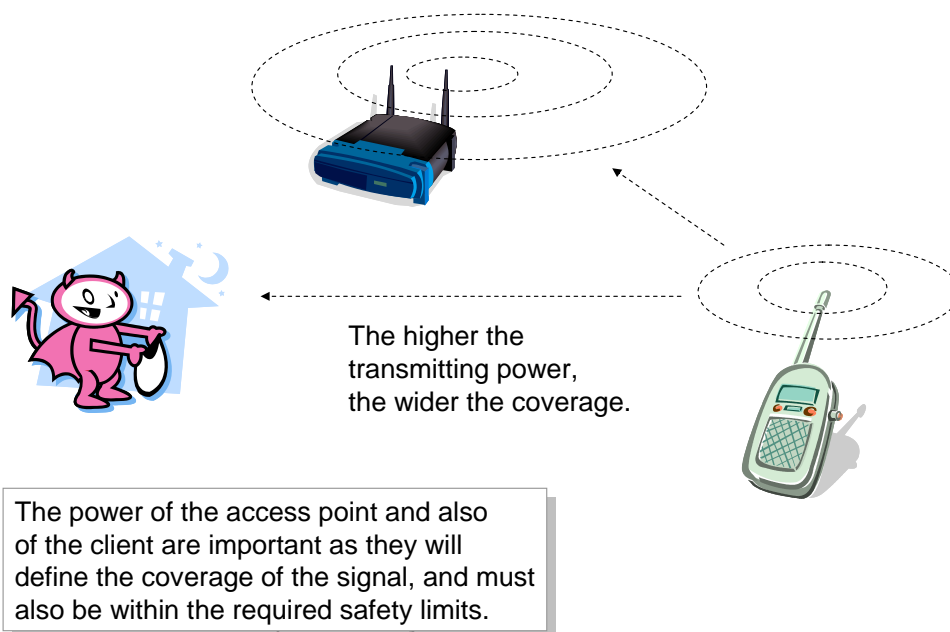 The higher the
transmitting power,
the wider the coverage.
The power of the access point and also
of the client are important as they will
define the coverage of the signal, and must
also be within the required safety limits.